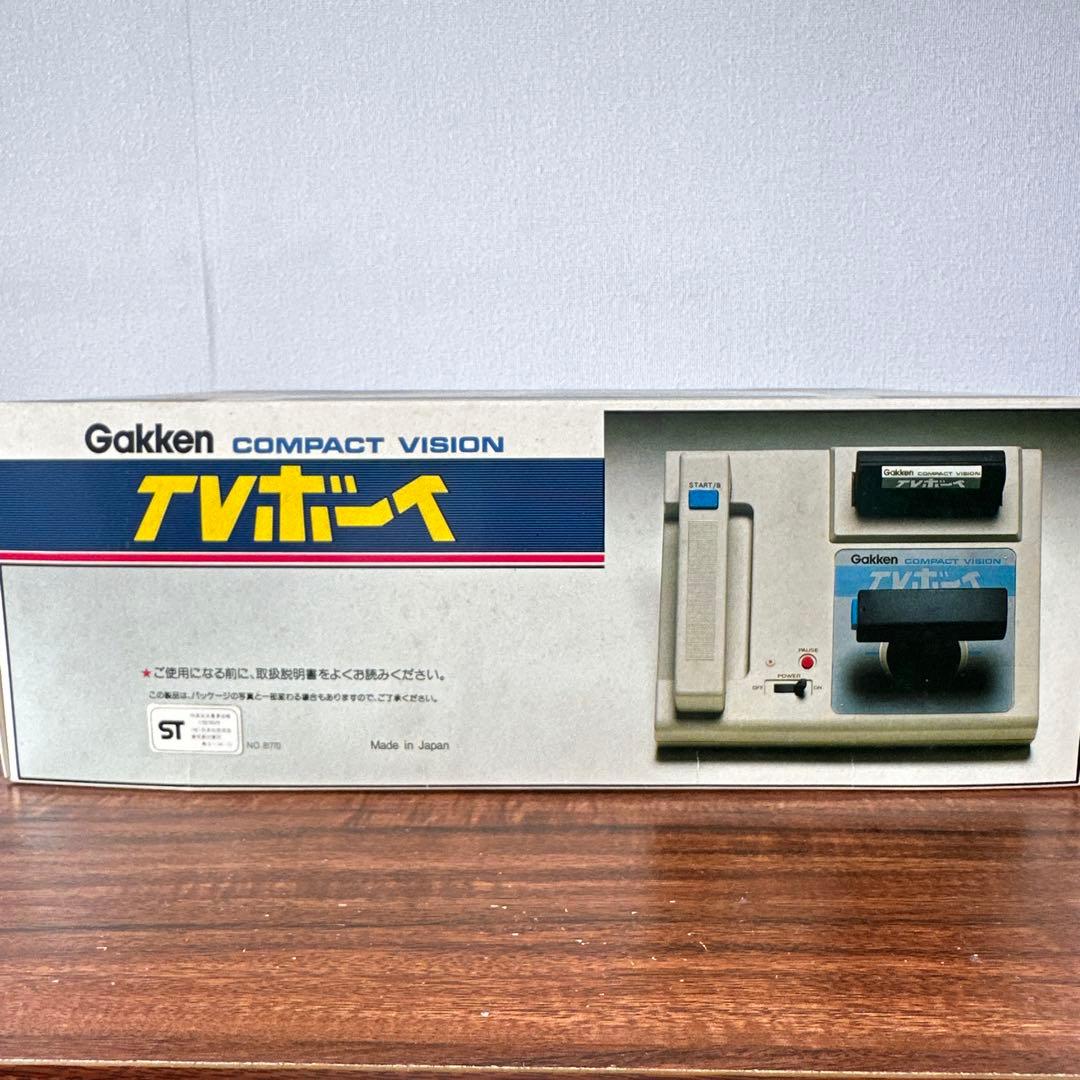 Gakken COMPACT VISION
TVボーイ
★ご使用になる前に、取扱説明書をよくお読みください。
この製品は、パッケージの写真と一部変わる場合もありますので、ご了承ください。
ST
Made in Japan
START/B
Gakken COMPACT VISION
TVボーイ
Gakken COMPACT VISION
TVボーイ
PAUSE
POWER
OFF
ON